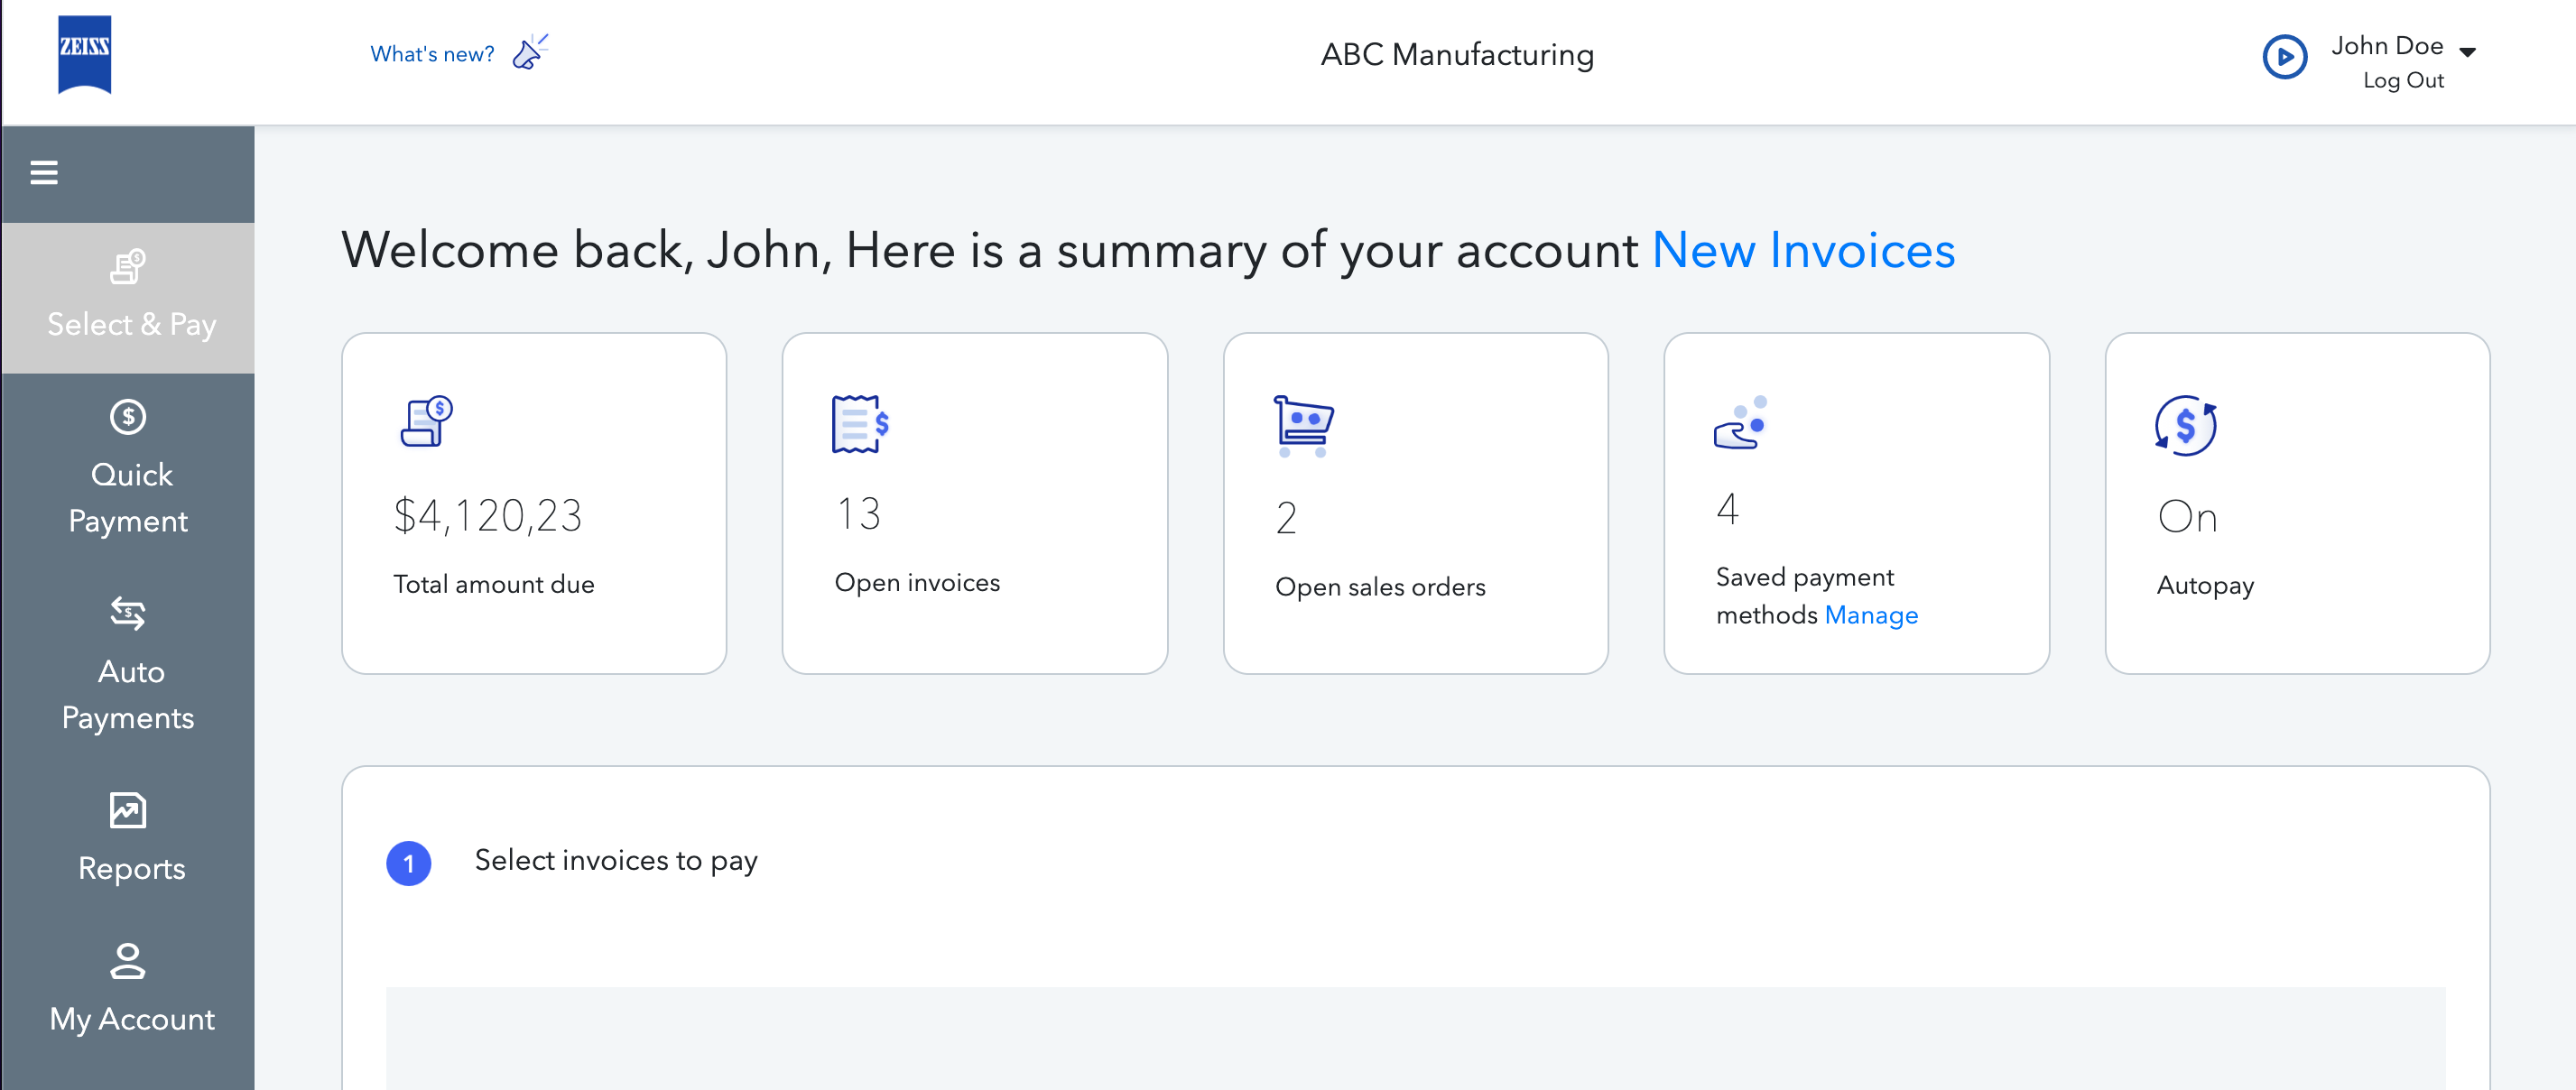 ZEISS
What's new?
ABC Manufacturing
John Doe
Log Out
Select & Pay
Quick
Payment
Auto
Payments
Reports
My Account
Welcome back, John, Here is a summary of your account New Invoices
$4,120,23
Total amount due
13
Open invoices
2
Open sales orders
4
Saved payment
methods Manage
On
Autopay
1 Select invoices to pay